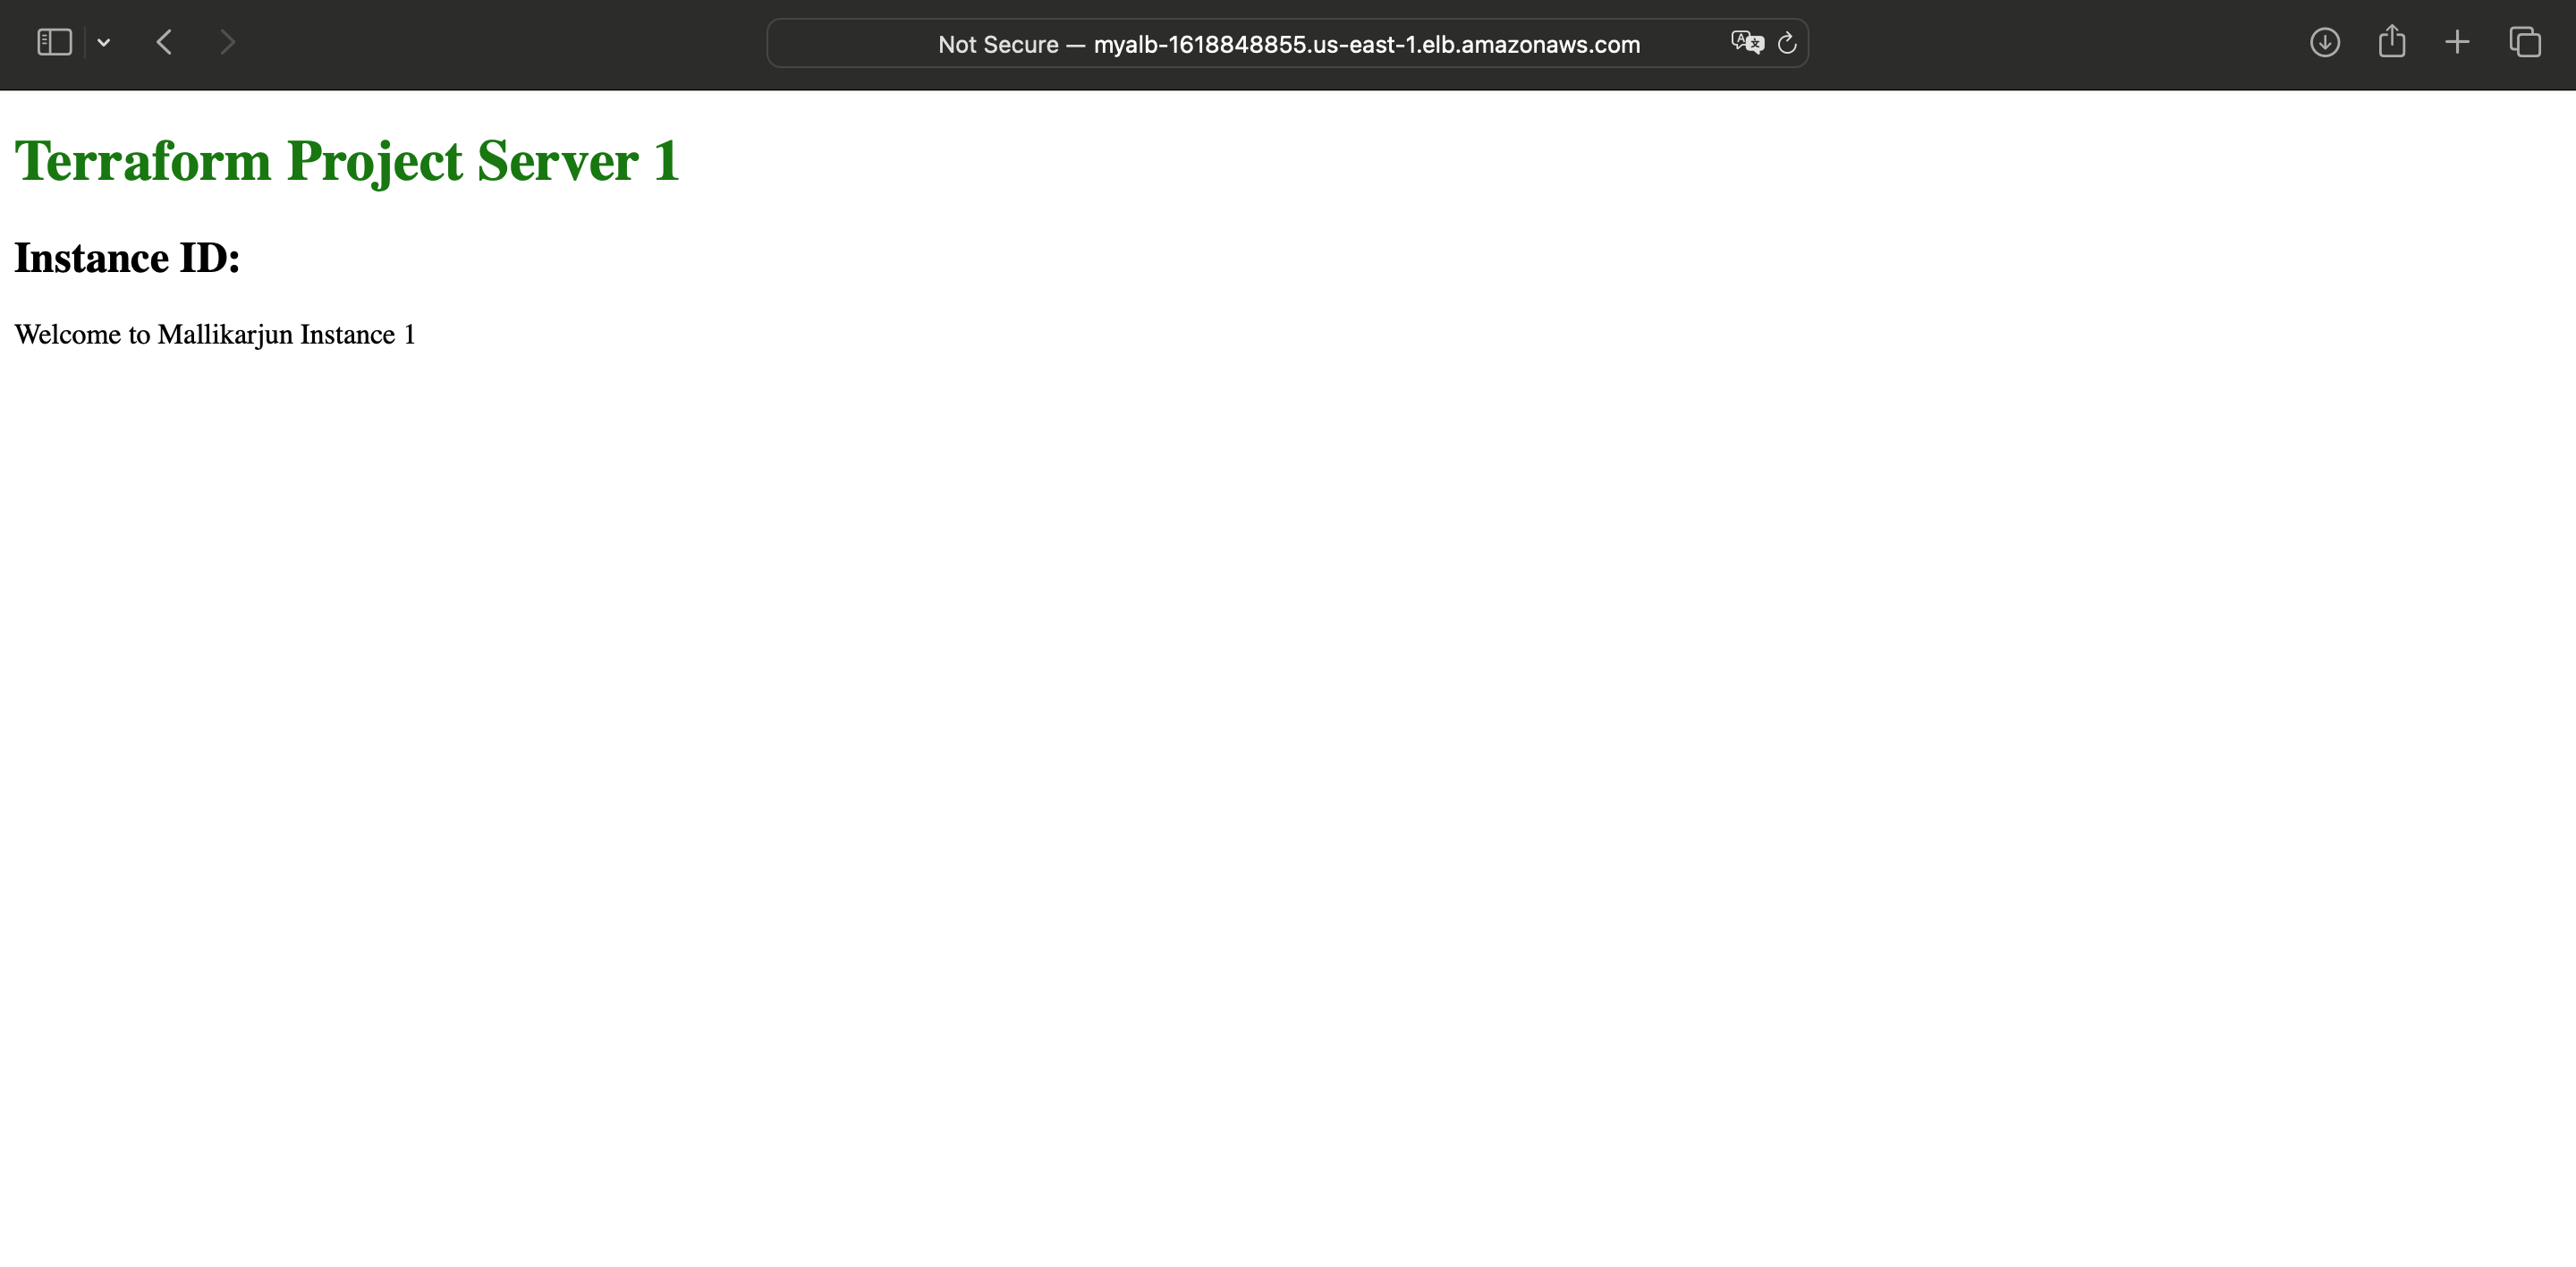 Not Secure — myalb-1618848855.us-east-1.elb.amazonaws.com
Terraform Project Server 1
Instance ID:
Welcome to Mallikarjun Instance 1